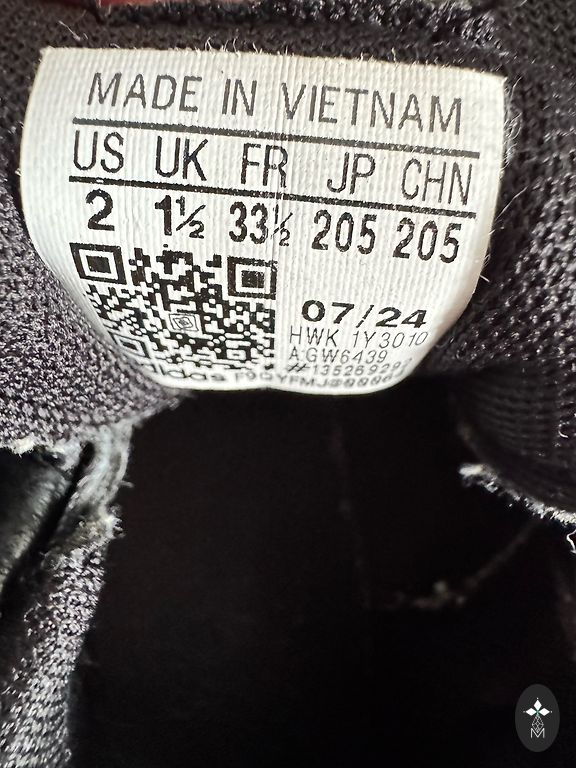 MADE IN VIETNAM
US UK FR JP CHN
2 1½ 33½ 205 205
07/24
HWK 1Y3010
AGW6439
adidas
M